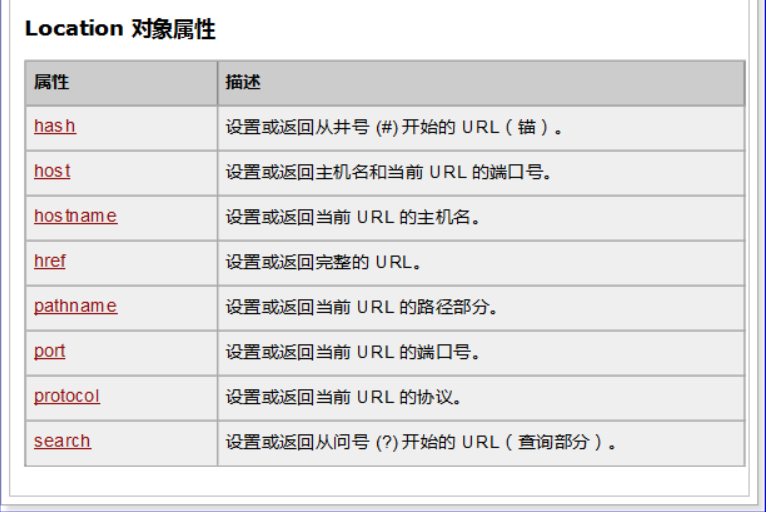 Location 对象属性
属性 描述
hash 设置或返回从井号 (#) 开始的 URL（锚）。
host 设置或返回主机名和当前 URL 的端口号。
hostname 设置或返回当前 URL 的主机名。
href 设置或返回完整的 URL。
pathname 设置或返回当前 URL 的路径部分。
port 设置或返回当前 URL 的端口号。
protocol 设置或返回当前 URL 的协议。
search 设置或返回从问号 (?) 开始的 URL（查询部分）。